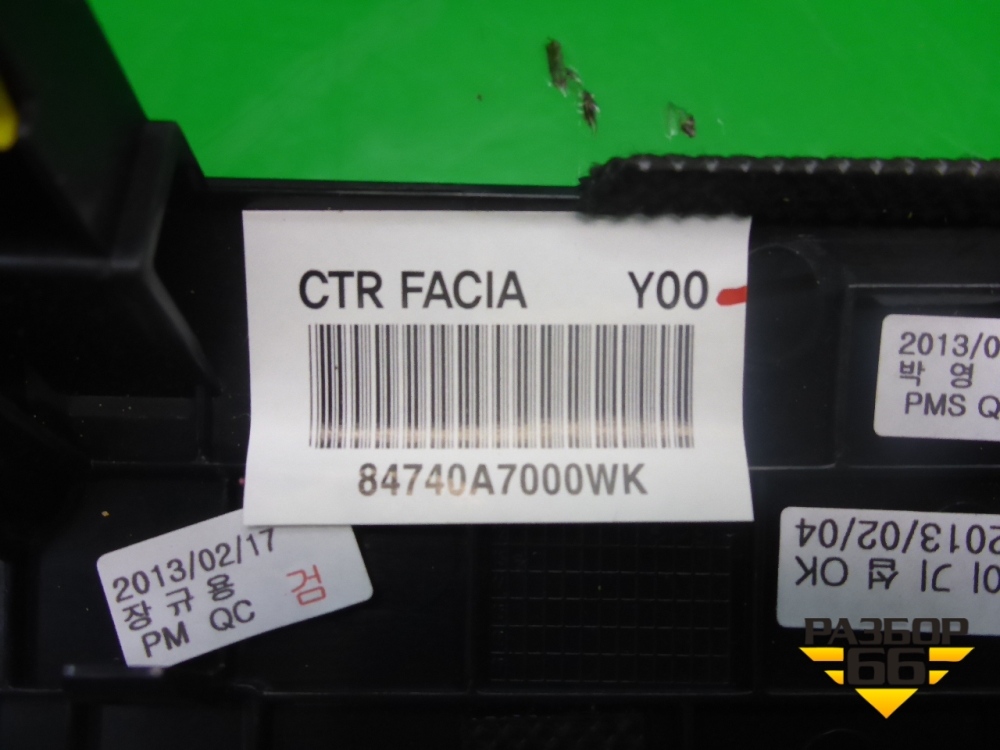 CTR FACIA Y00
84740A7000WK
2013/0
박 영
PMS Q
2013/02/17
장 규 용 검
PM QC
2013/02/04
이 기 섭 OK
РАЗБОР
66